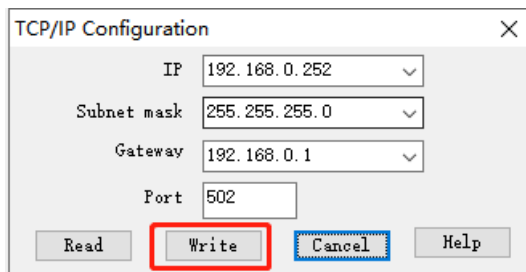 TCP/IP Configuration
IP 192.168.0.252
Subnet mask 255.255.255.0
Gateway 192.168.0.1
Port 502
Read Write Cancel Help